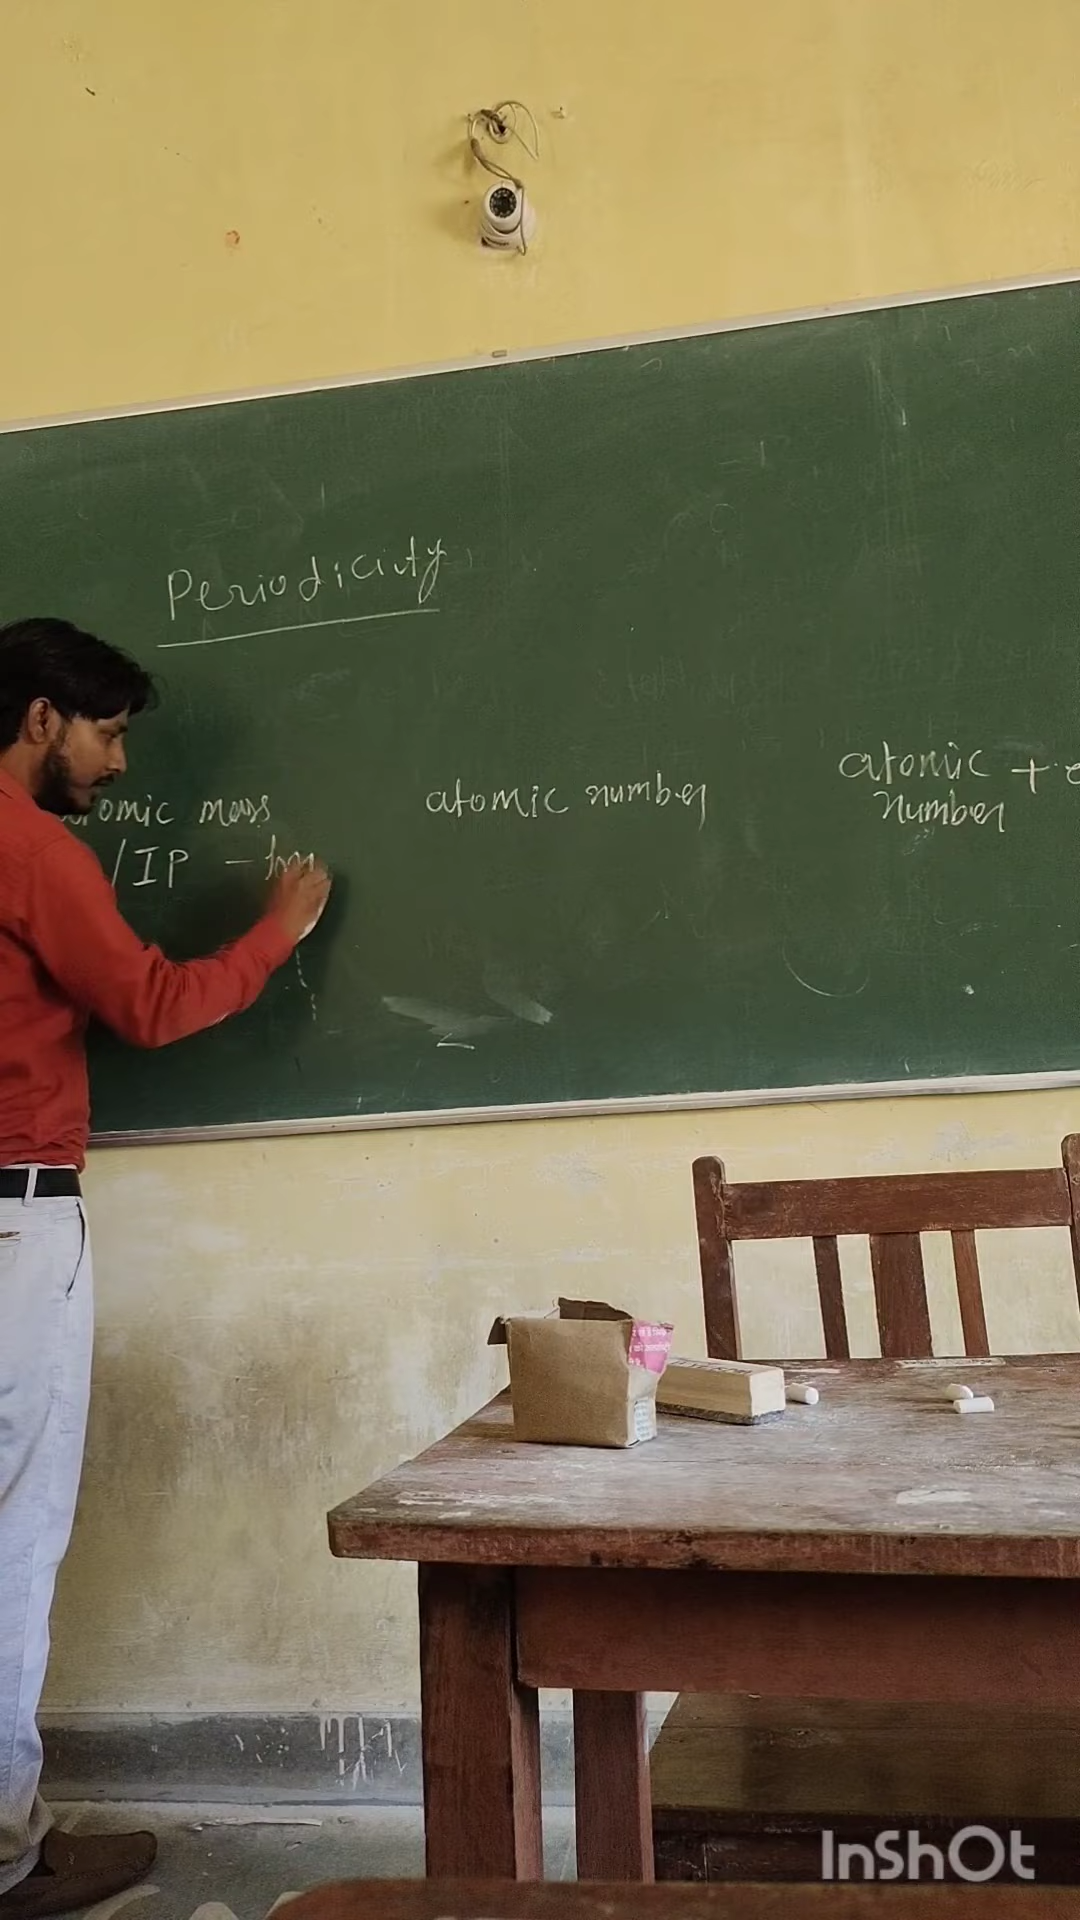 Periodicity
atomic mass
atomic number
atomic + e
number
/IP -
InShOt